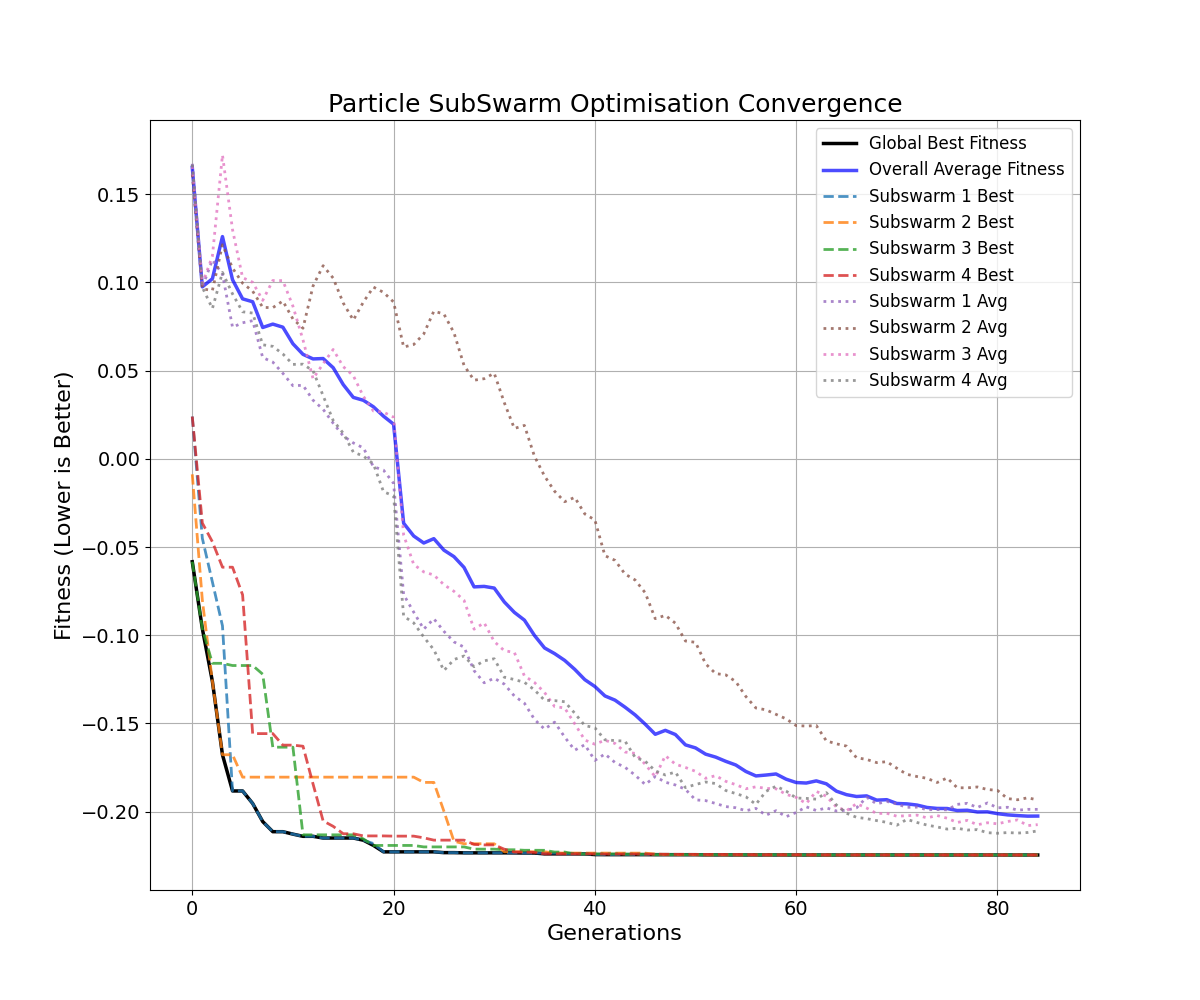 Particle SubSwarm Optimisation Convergence
Global Best Fitness
Overall Average Fitness
Subswarm 1 Best
Subswarm 2 Best
Subswarm 3 Best
Subswarm 4 Best
Subswarm 1 Avg
Subswarm 2 Avg
Subswarm 3 Avg
Subswarm 4 Avg
Fitness (Lower is Better)
0.15
0.10
0.05
0.00
−0.05
−0.10
−0.15
−0.20
0 20 40 60 80
Generations